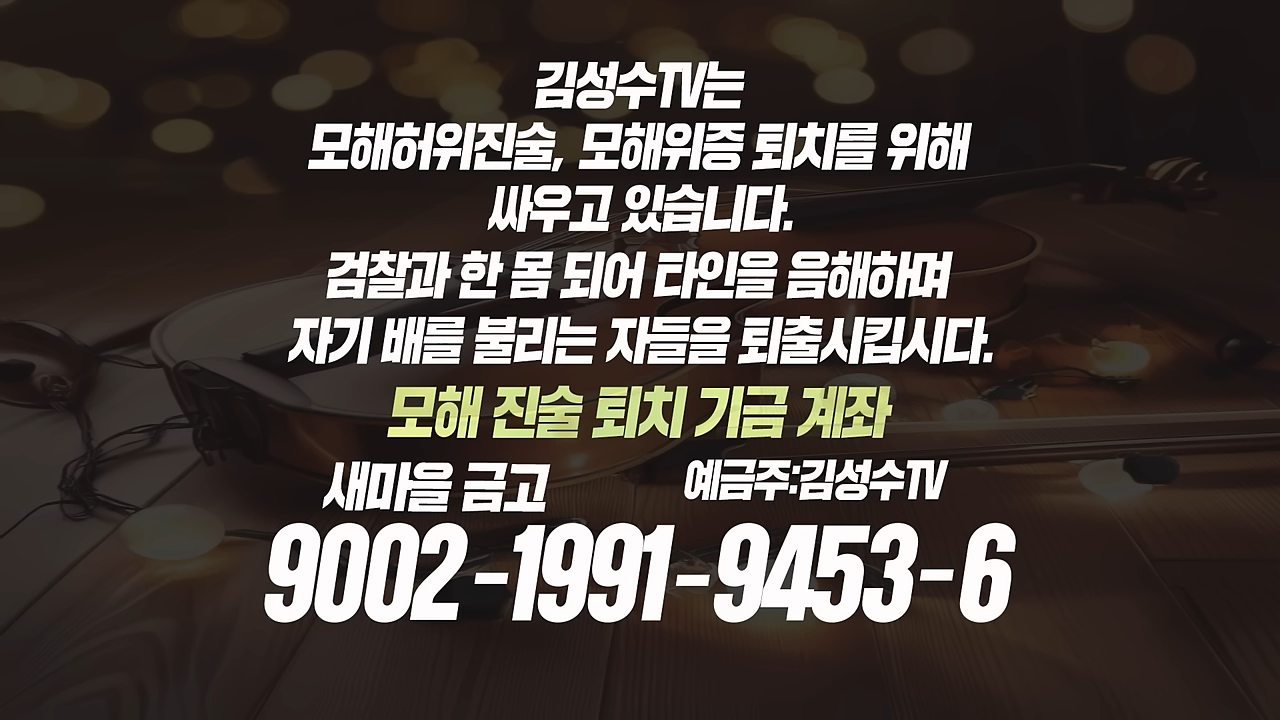 김성수TV는
모해허위진술, 모해위증 퇴치를 위해
싸우고 있습니다.
검찰과 한 몸 되어 타인을 음해하며
자기 배를 불리는 자들을 퇴출시킵시다.
모해 진술 퇴치 기금 계좌
새마을 금고 예금주:김성수TV
9002-1991-9453-6